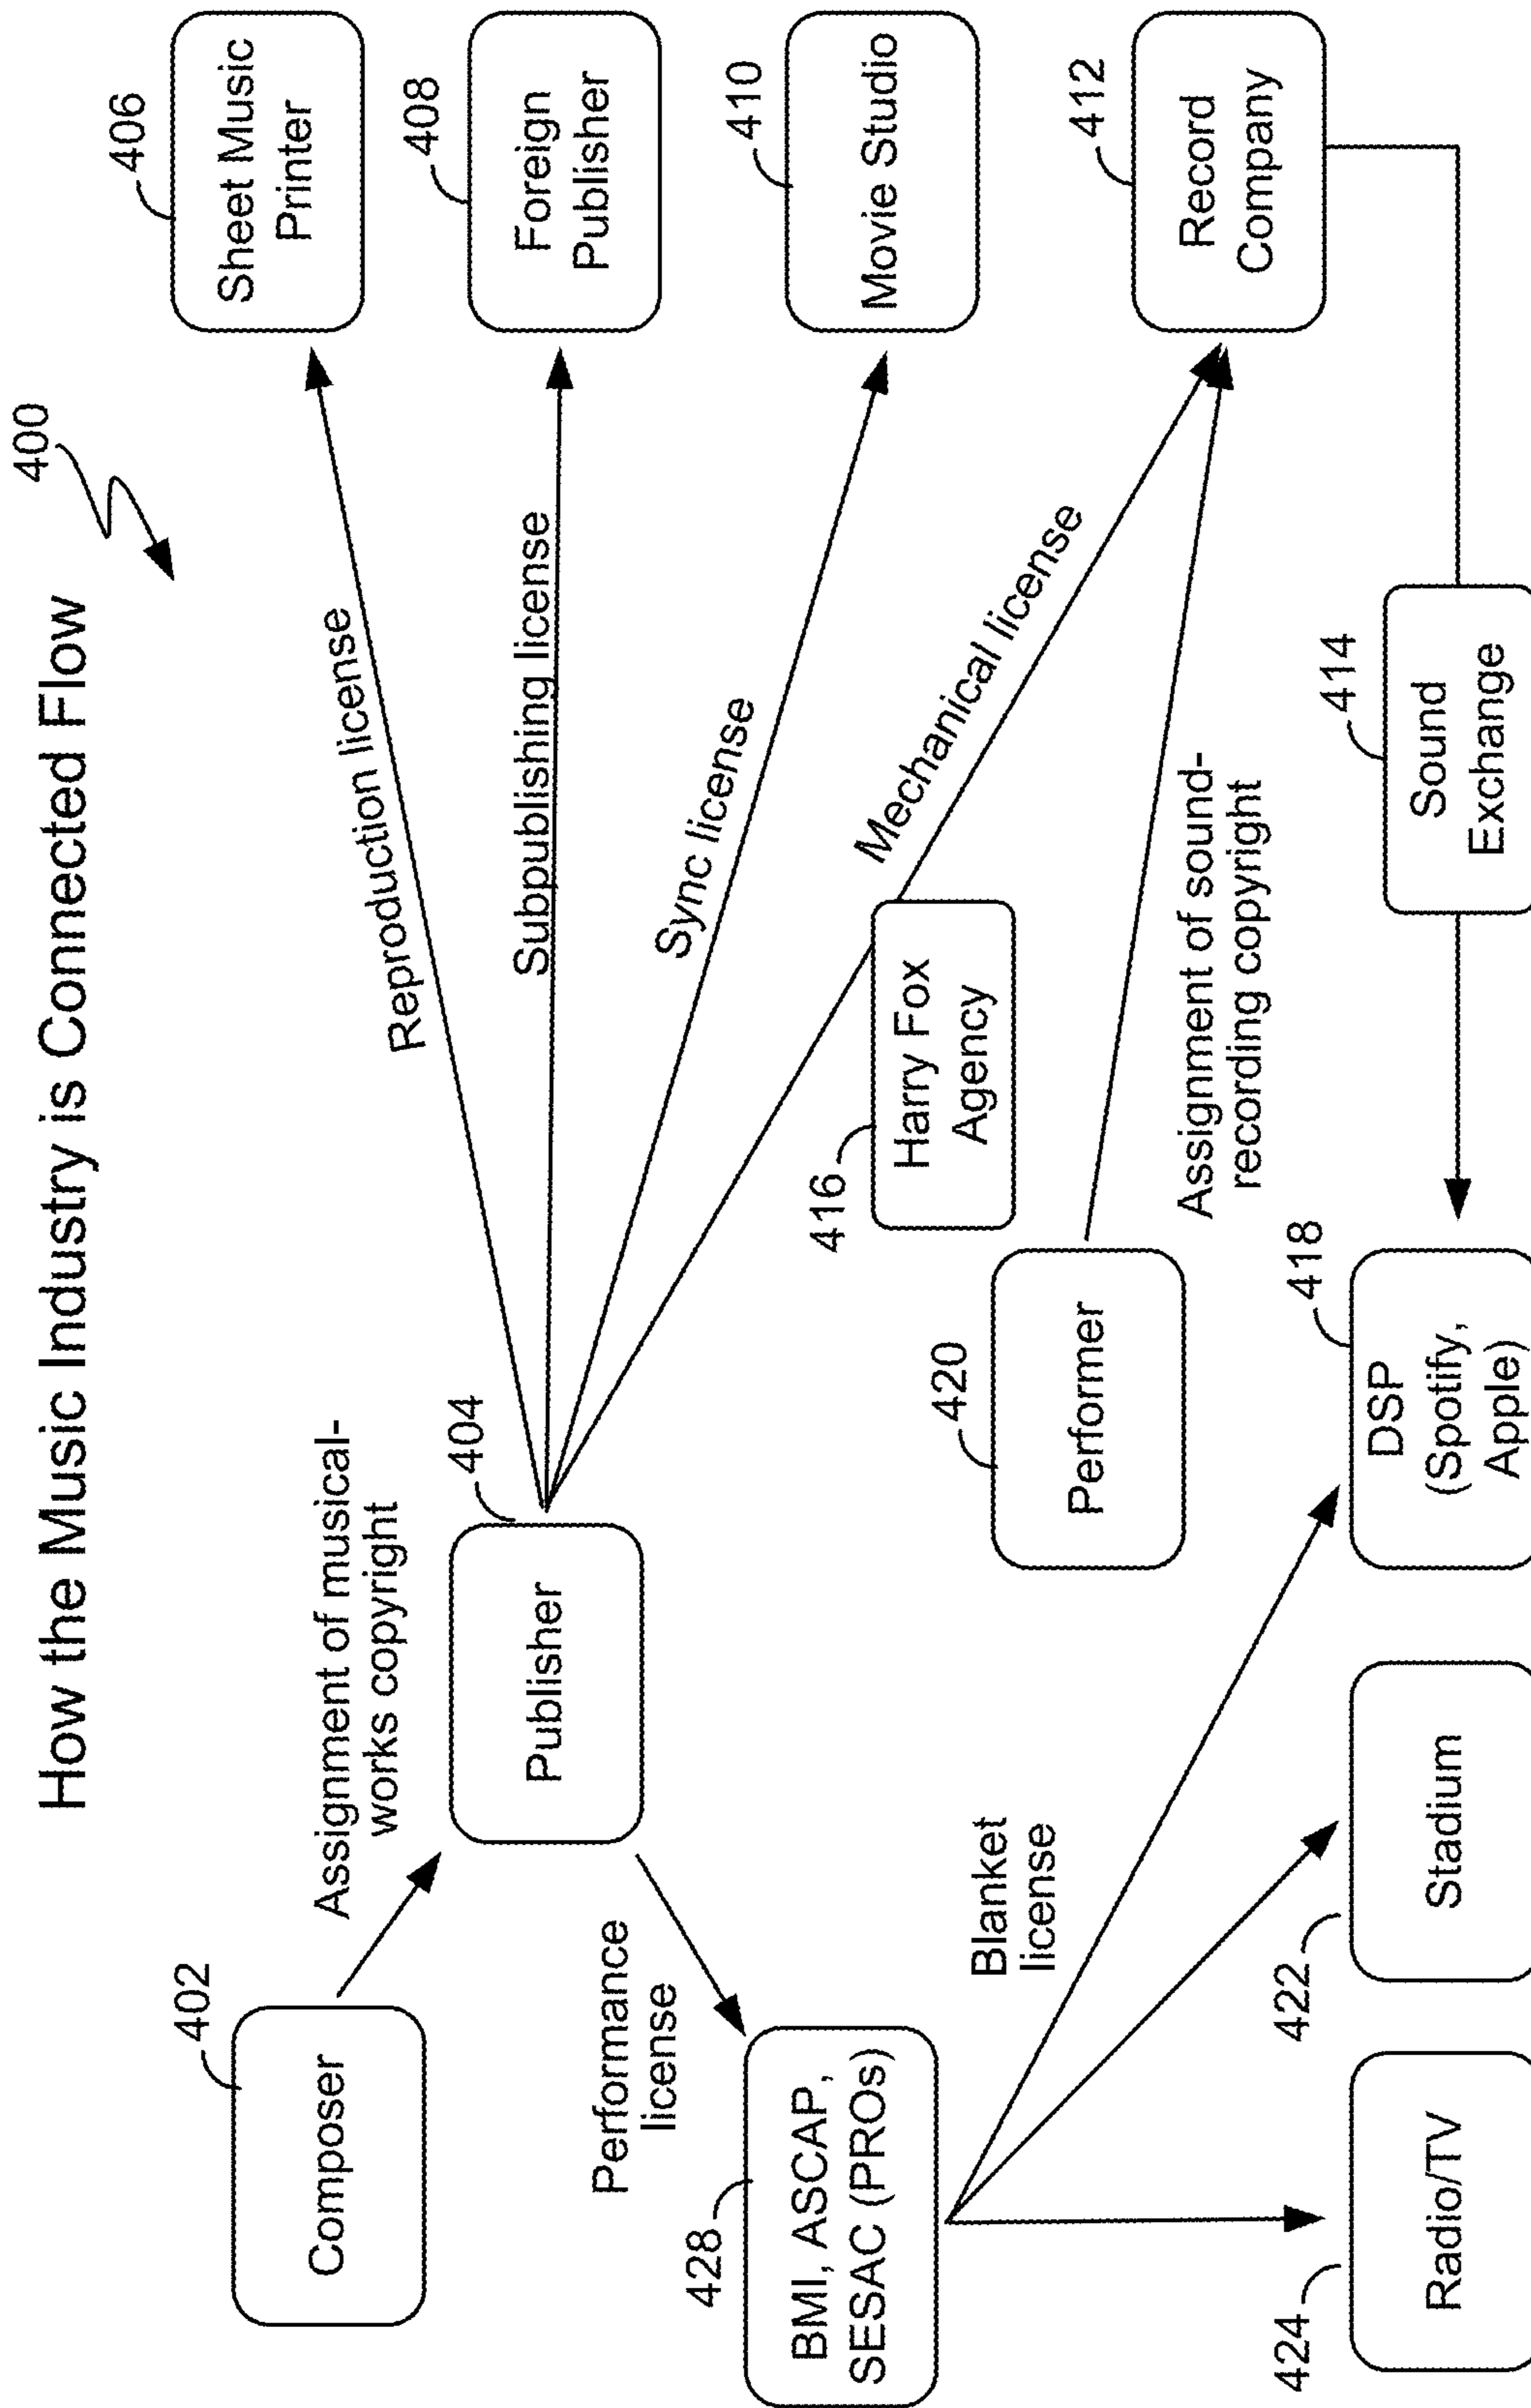 How the Music Industry is Connected Flow
400
402
Composer
Assignment of musical-
works copyright
404
Publisher
Reproduction license
406
Sheet Music
Printer
Subpublishing license
408
Foreign
Publisher
Sync license
410
Movie Studio
Mechanical license
412
Record
Company
416
Harry Fox
Agency
Performance
license
428
BMI, ASCAP,
SESAC (PROs)
420
Performer
Assignment of sound-
recording copyright
Blanket
license
424
Radio/TV
422
Stadium
418
DSP
(Spotify,
Apple)
414
Sound
Exchange